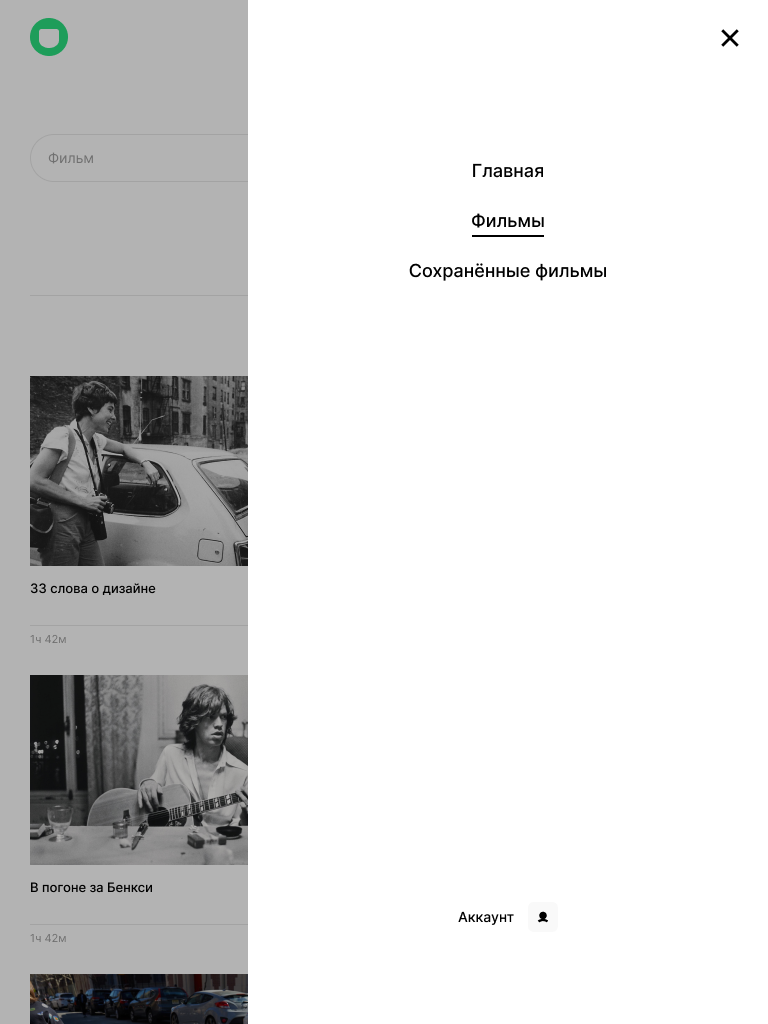 Фильм
Главная
Фильмы
Сохранённые фильмы
33 слова о дизайне
1ч 42м
В погоне за Бенкси
1ч 42м
Аккаунт